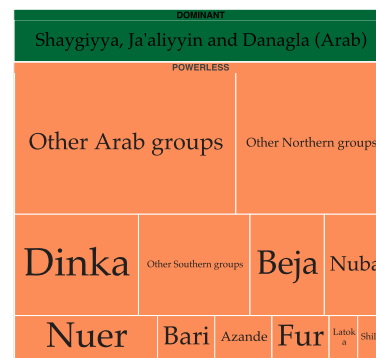 DOMINANT
Shaygiyya, Ja'aliyyin and Danagla (Arab)
POWERLESS
Other Arab groups
Other Northern groups
Dinka
Other Southern groups
Beja
Nuba
Nuer
Bari
Azande
Fur
Latok
a
Shil